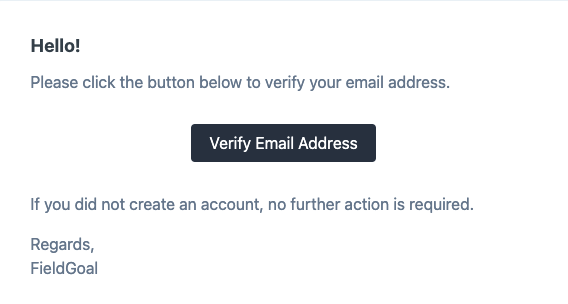 Hello!
Please click the button below to verify your email address.
Verify Email Address
If you did not create an account, no further action is required.
Regards,
FieldGoal